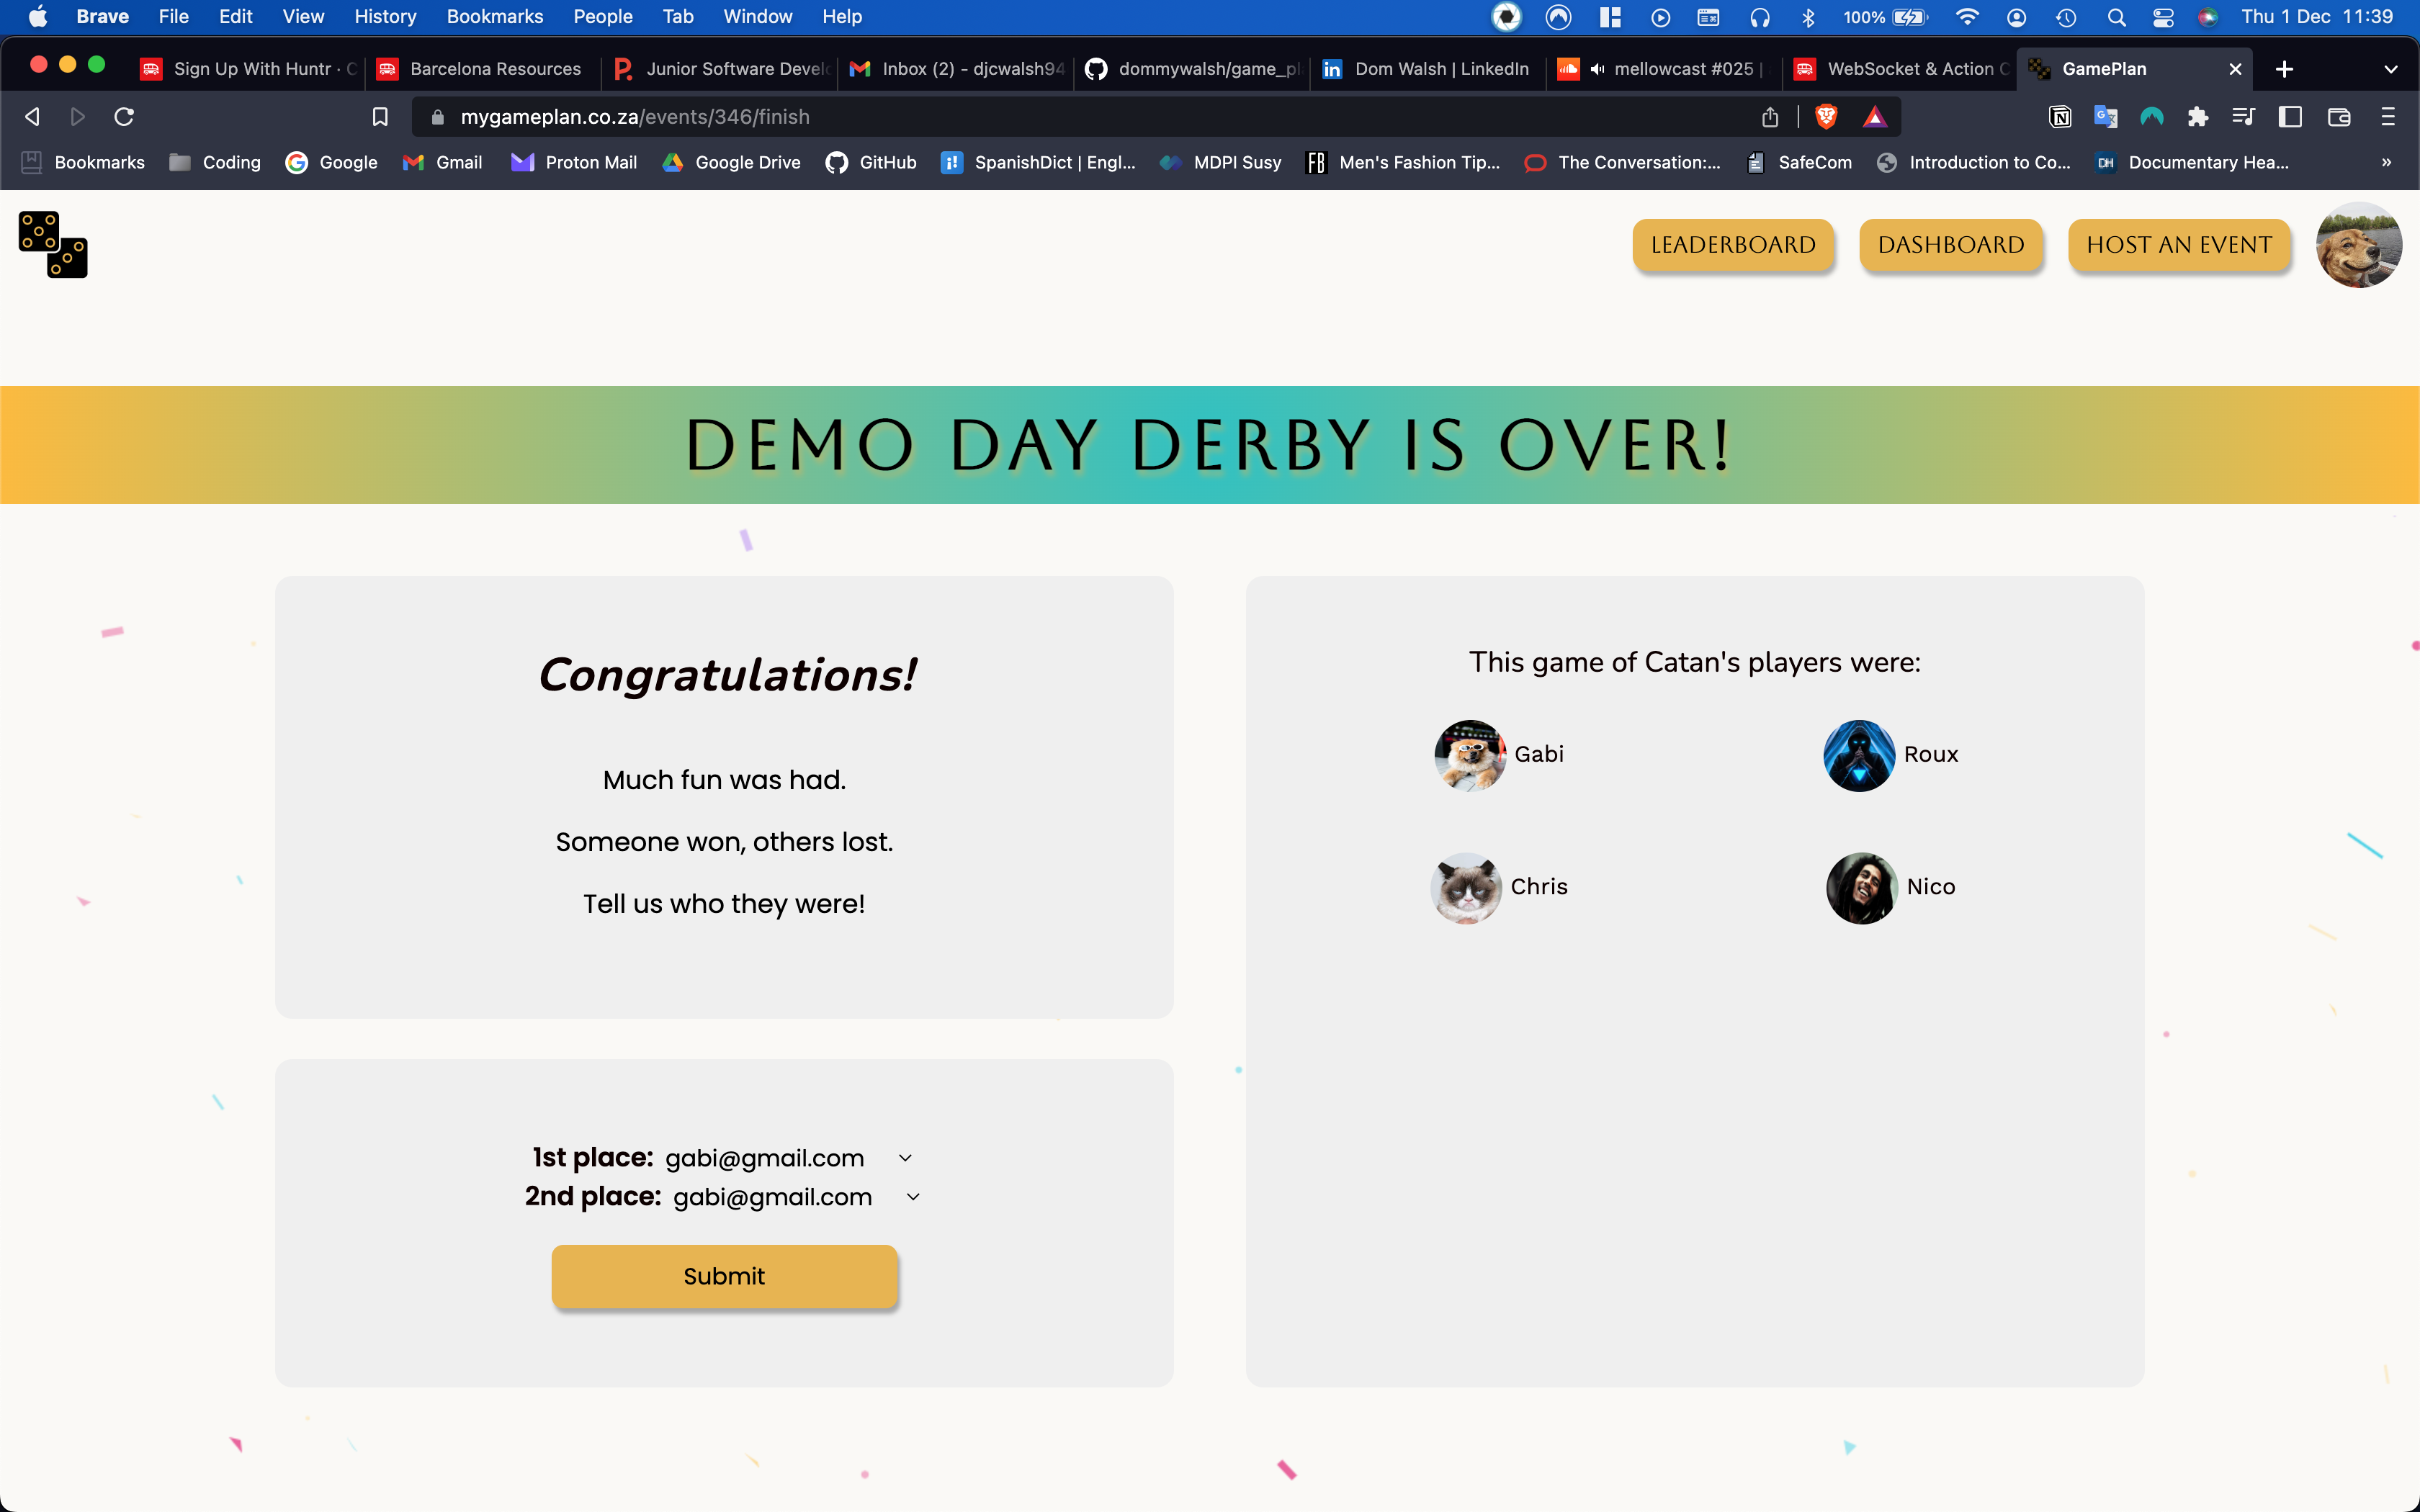 Brave File Edit View History Bookmarks People Tab Window Help 100% Thu 1 Dec 11:39
Sign Up With Huntr · C Barcelona Resources Junior Software Develo Inbox (2) - djcwalsh94 dommywalsh/game_pl Dom Walsh | LinkedIn mellowcast #025 | WebSocket & Action C GamePlan
mygameplan.co.za/events/346/finish
Bookmarks Coding Google Gmail Proton Mail Google Drive GitHub SpanishDict | Engl... MDPI Susy FB Men's Fashion Tip... The Conversation:... SafeCom Introduction to Co... DH Documentary Hea... »
LEADERBOARD DASHBOARD HOST AN EVENT
DEMO DAY DERBY IS OVER!
Congratulations!
Much fun was had.
Someone won, others lost.
Tell us who they were!
1st place: gabi@gmail.com
2nd place: gabi@gmail.com
Submit
This game of Catan's players were:
Gabi Roux
Chris Nico